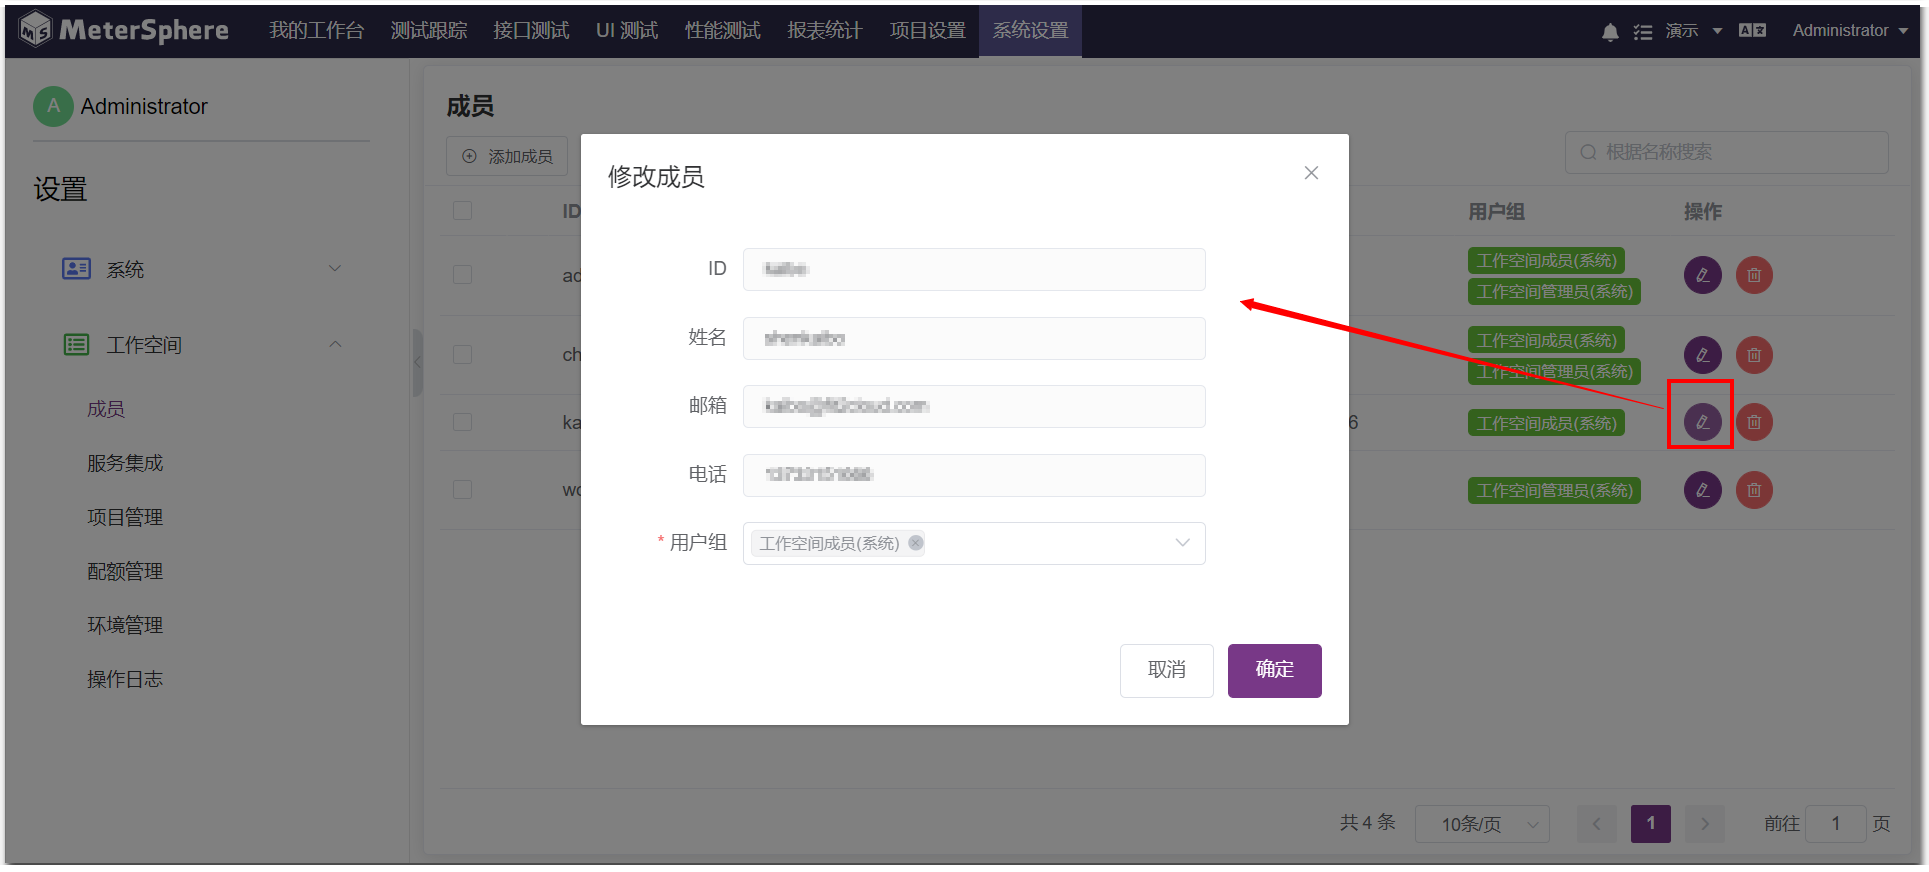 MeterSphere 我的工作台 测试跟踪 接口测试 UI 测试 性能测试 报表统计 项目设置 系统设置 演示 Administrator
A Administrator
设置
系统
工作空间
成员
服务集成
项目管理
配额管理
环境管理
操作日志
成员
添加成员
根据名称搜索
ID 用户组 操作
ad 工作空间成员(系统)
工作空间管理员(系统)
ch 工作空间成员(系统)
工作空间管理员(系统)
ka 6 工作空间成员(系统)
wo 工作空间管理员(系统)
修改成员
ID
姓名
邮箱
电话
* 用户组 工作空间成员(系统)
取消 确定
共 4 条 10条/页 1 前往 1 页